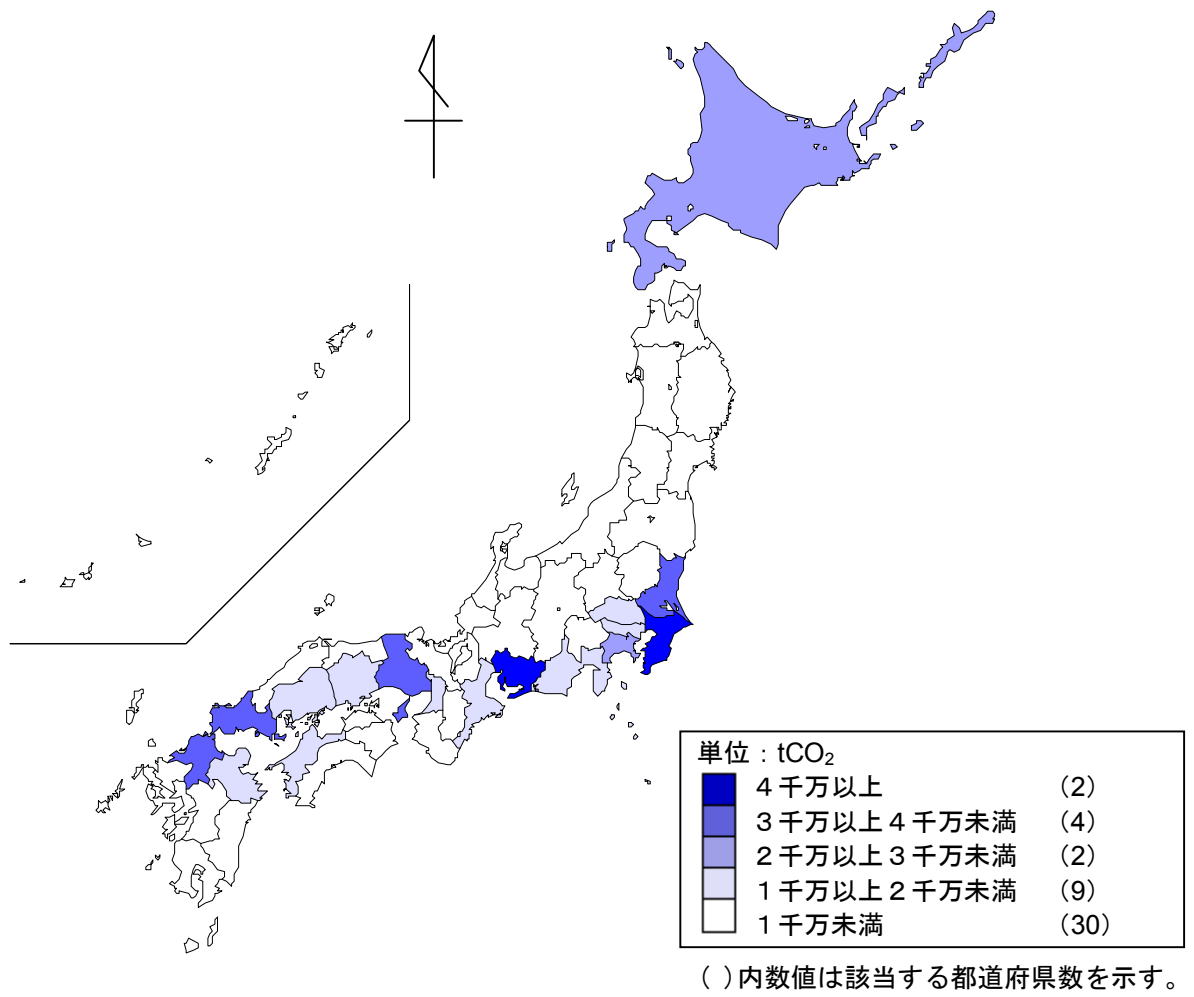 単位：tCO₂
４千万以上 （2）
３千万以上４千万未満 （4）
２千万以上３千万未満 （2）
１千万以上２千万未満 （9）
１千万未満 （30）
（ ）内数値は該当する都道府県数を示す。